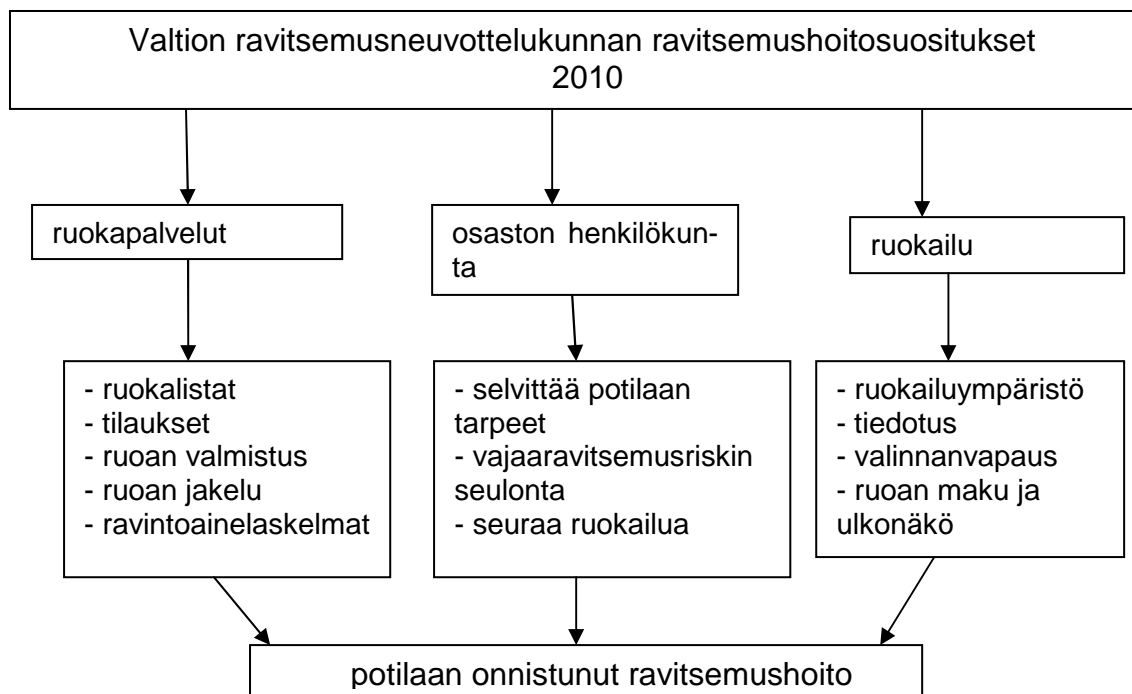 Valtion ravitsemusneuvottelukunnan ravitsemushoitosuositukset
2010
ruokapalvelut
osaston henkilökun-
ta
ruokailu
- ruokalistat
- tilaukset
- ruoan valmistus
- ruoan jakelu
- ravintoainelaskelmat
- selvittää potilaan
tarpeet
- vajaaravitsemusriskin
seulonta
- seuraa ruokailua
- ruokailuympäristö
- tiedotus
- valinnanvapaus
- ruoan maku ja
ulkonäkö
potilaan onnistunut ravitsemushoito